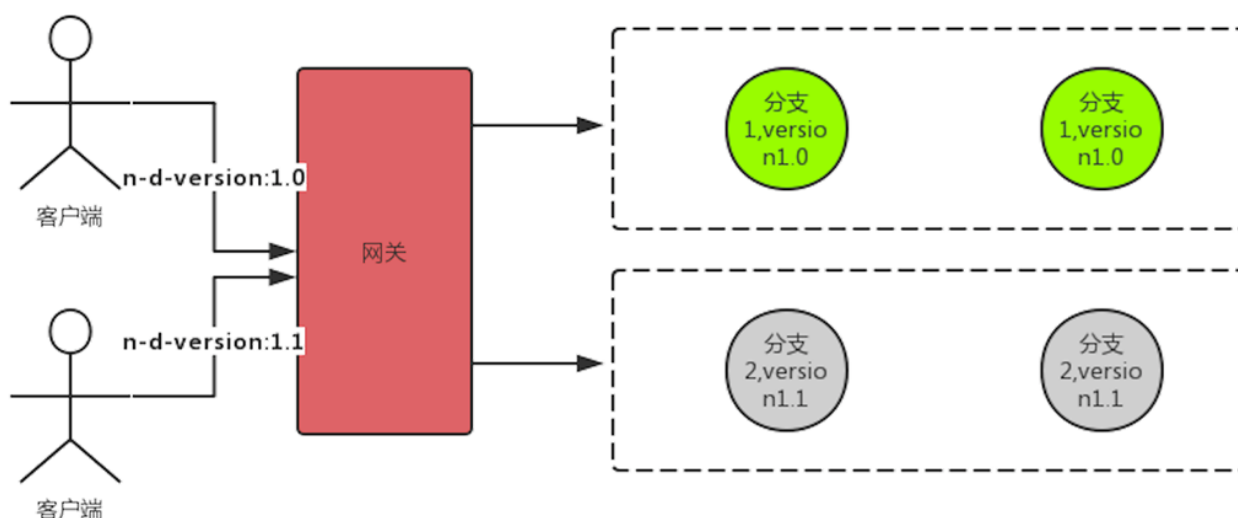 分支
1,versio
n1.0
分支
1,versio
n1.0
n-d-version:1.0
客户端
网关
n-d-version:1.1
分支
2,versio
n1.1
分支
2,versio
n1.1
客户端